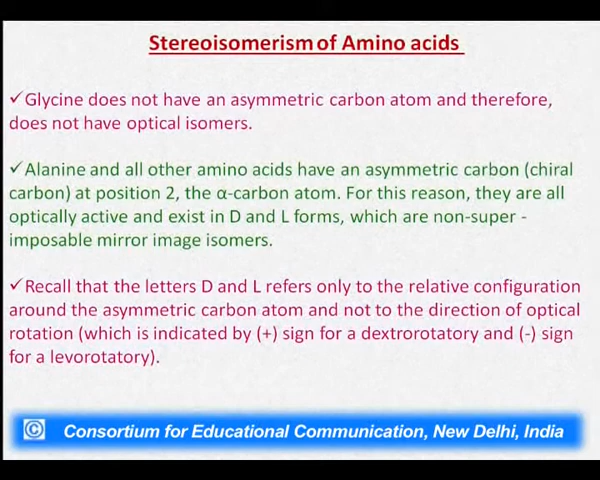 Stereoisomerism of Amino acids
✓Glycine does not have an asymmetric carbon atom and therefore,
does not have optical isomers.
✓Alanine and all other amino acids have an asymmetric carbon (chiral
carbon) at position 2, the α-carbon atom. For this reason, they are all
optically active and exist in D and L forms, which are non-super -
imposable mirror image isomers.
✓Recall that the letters D and L refers only to the relative configuration
around the asymmetric carbon atom and not to the direction of optical
rotation (which is indicated by (+) sign for a dextrorotatory and (-) sign
for a levorotatory).
© Consortium for Educational Communication, New Delhi, India